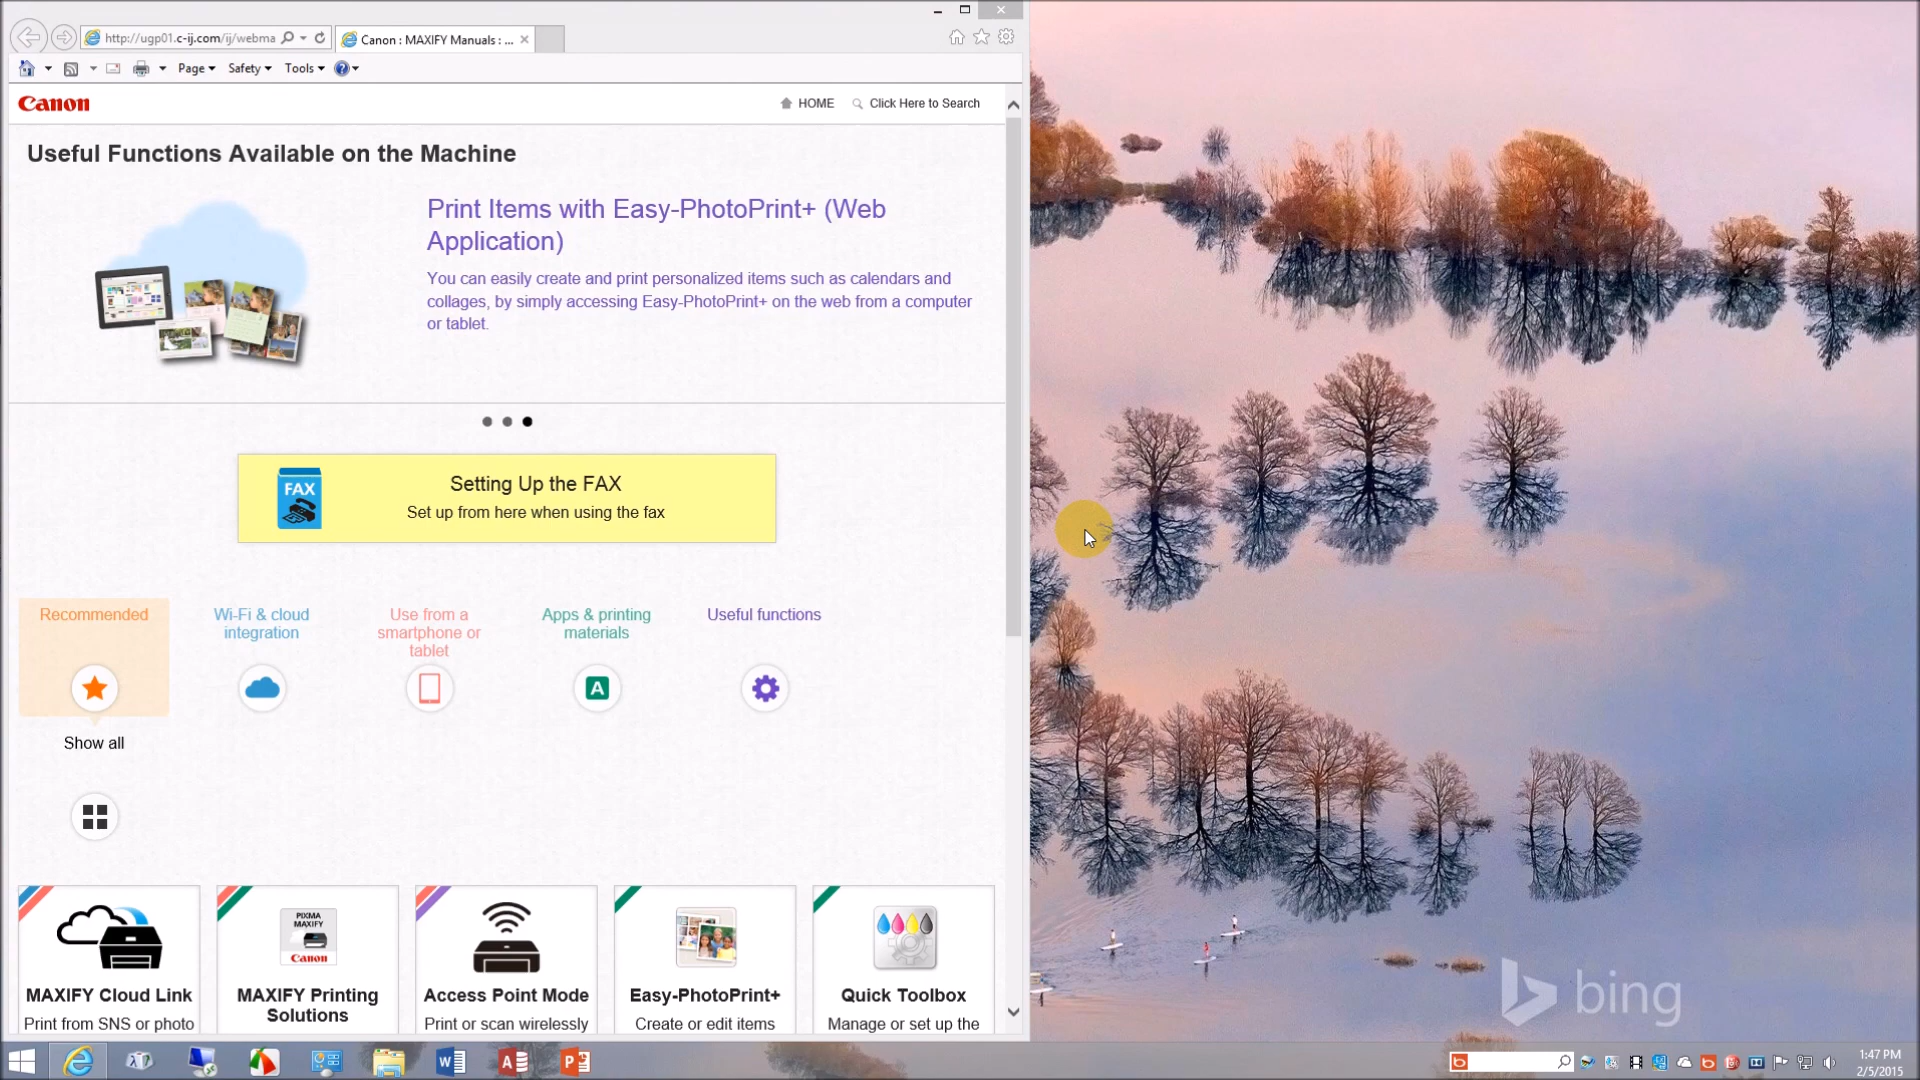 http://ugp01.c-ij.com/ij/webma
Canon : MAXIFY Manuals : ...
Page
Safety
Tools
Canon
HOME
Click Here to Search
Useful Functions Available on the Machine
Print Items with Easy-PhotoPrint+ (Web
Application)
You can easily create and print personalized items such as calendars and
collages, by simply accessing Easy-PhotoPrint+ on the web from a computer
or tablet.
FAX
Setting Up the FAX
Set up from here when using the fax
Recommended
Wi-Fi & cloud
integration
Use from a
smartphone or
tablet
Apps & printing
materials
Useful functions
A
Show all
PIXMA
MAXIFY
Canon
MAXIFY Cloud Link
Print from SNS or photo
MAXIFY Printing
Solutions
Access Point Mode
Print or scan wirelessly
Easy-PhotoPrint+
Create or edit items
Quick Toolbox
Manage or set up the
bing
1:47 PM
2/5/2015